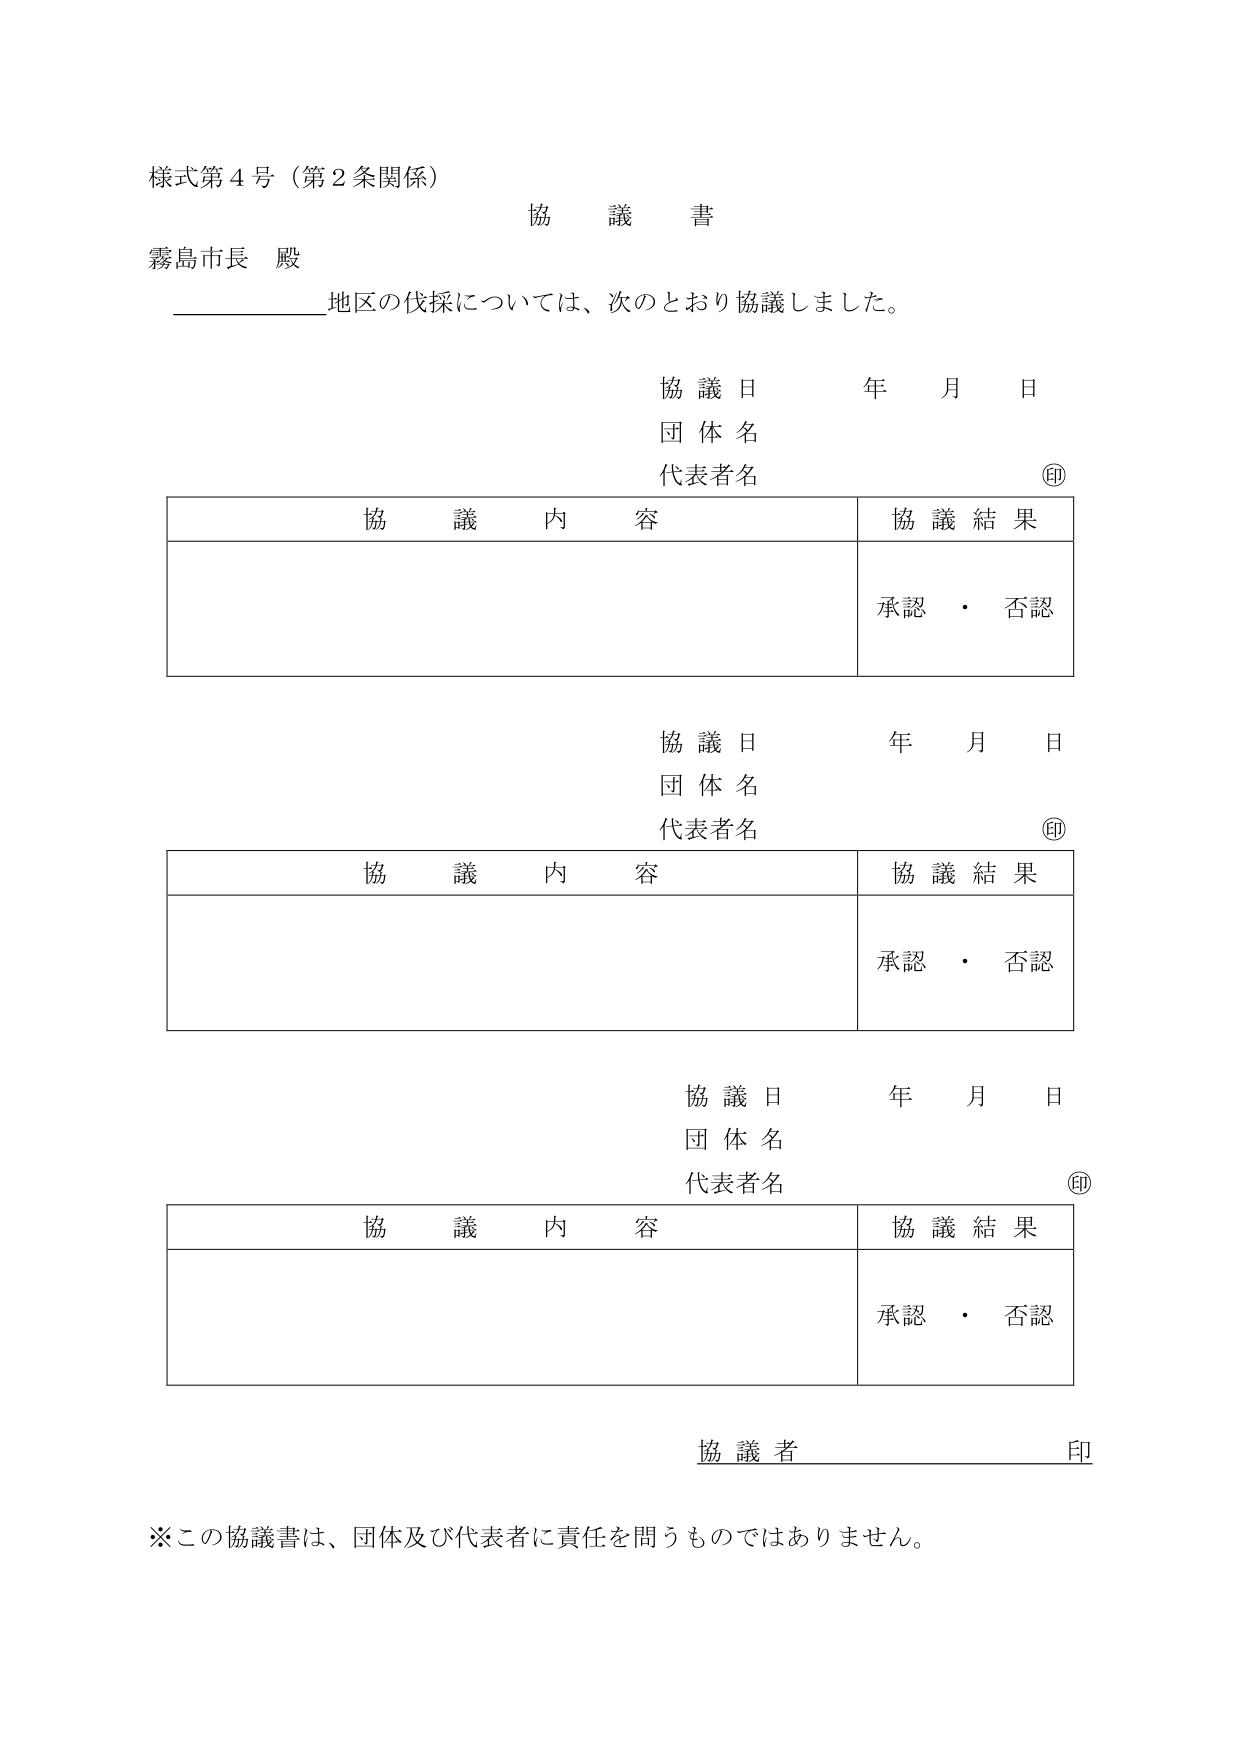 様式第４号（第２条関係）
協　議　書
霧島市長　殿
＿＿＿＿＿＿地区の伐採については、次のとおり協議しました。
協 議 日　　　　年　　月　　日
団 体 名
代表者名　　　　　　　　　　　㊞
協　議　内　容　　協 議 結 果
承認　・　否認
協 議 日　　　　　年　　月　　日
団 体 名
代表者名　　　　　　　　　　　㊞
協　議　内　容　　協 議 結 果
承認　・　否認
協 議 日　　　　年　　月　　日
団 体 名
代表者名　　　　　　　　　　　㊞
協　議　内　容　　協 議 結 果
承認　・　否認
協 議 者　　　　　　　　　　印
※この協議書は、団体及び代表者に責任を問うものではありません。